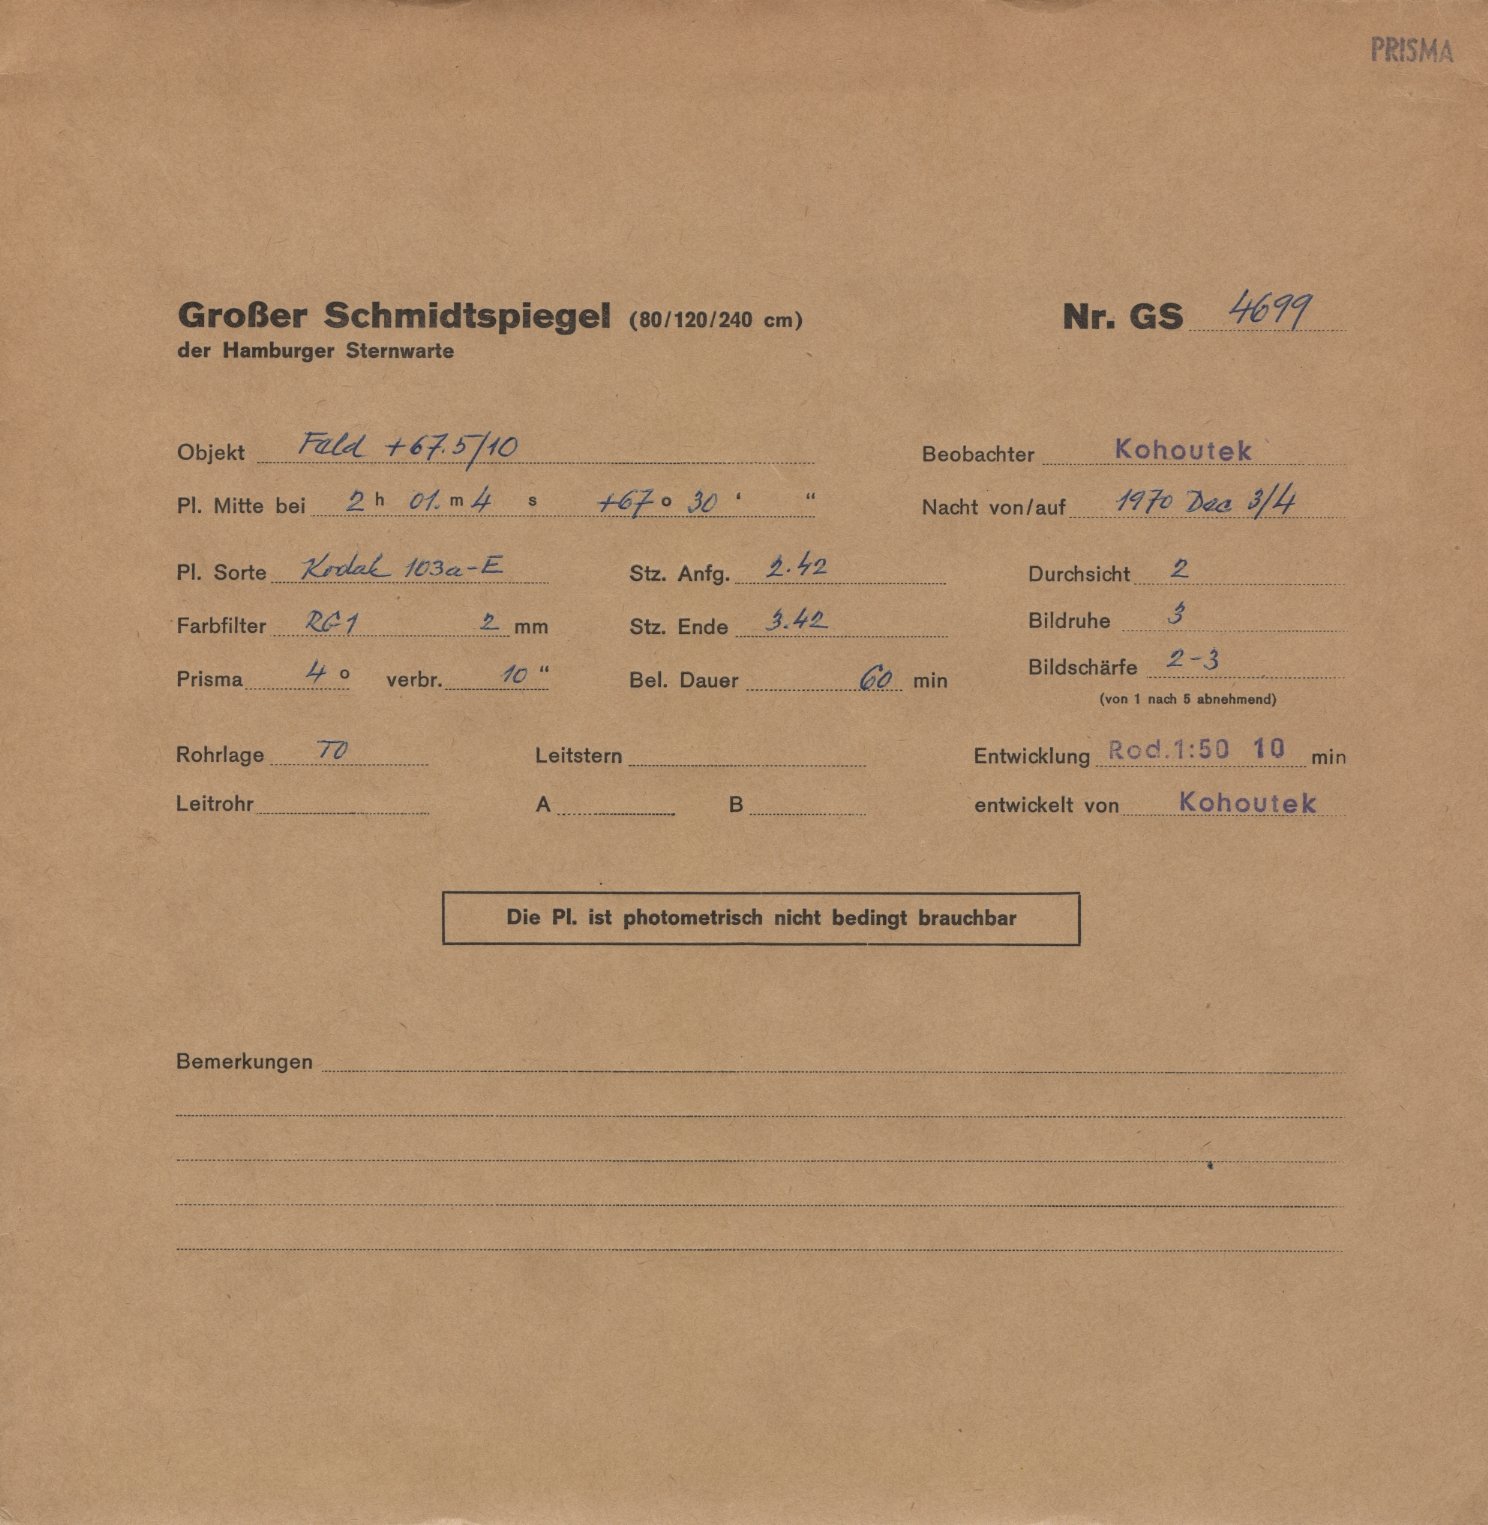 PRISMA
Großer Schmidtspiegel (80/120/240 cm) Nr. GS 4699
der Hamburger Sternwarte
Objekt Feld +67.5/10 Beobachter Kohoutek
Pl. Mitte bei 2 h 01. m 4 s +67 o 30 ‘ “ Nacht von/auf 1970 Dec 3/4
Pl. Sorte Kodak 103a-E Stz. Anfg. 2.42 Durchsicht 2
Farbfilter RG1 2 mm Stz. Ende 3.42 Bildruhe 3
Prisma 4 o verbr. 10 “ Bel. Dauer 60 min Bildschärfe 2-3
(von 1 nach 5 abnehmend)
Rohrlage TO Leitstern Entwicklung Rod.1:50 10 min
Leitrohr A B entwickelt von Kohoutek
Die Pl. ist photometrisch nicht bedingt brauchbar
Bemerkungen